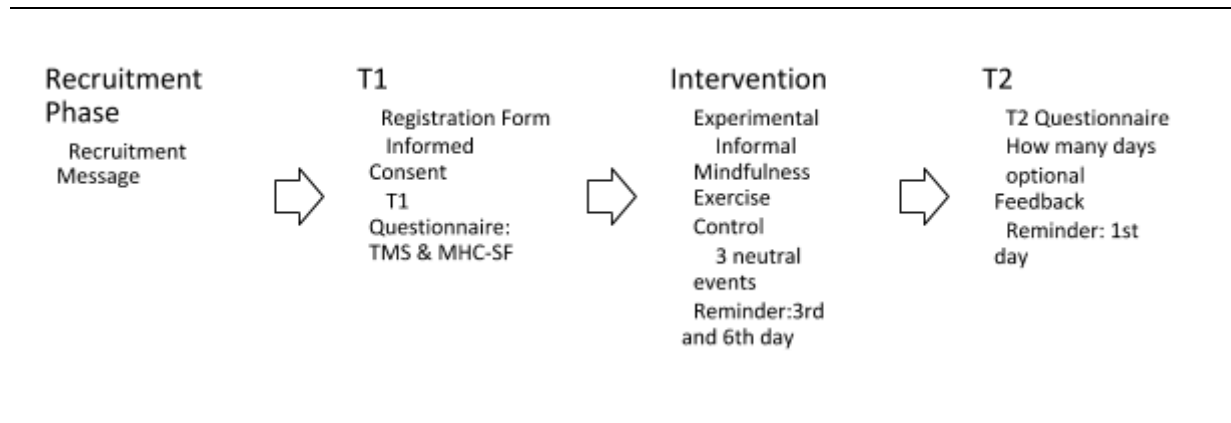 Recruitment
Phase
Recruitment
Message
T1
Registration Form
Informed
Consent
T1
Questionnaire:
TMS & MHC-SF
Intervention
Experimental
Informal
Mindfulness
Exercise
Control
3 neutral
events
Reminder:3rd
and 6th day
T2
T2 Questionnaire
How many days
optional
Feedback
Reminder: 1st
day